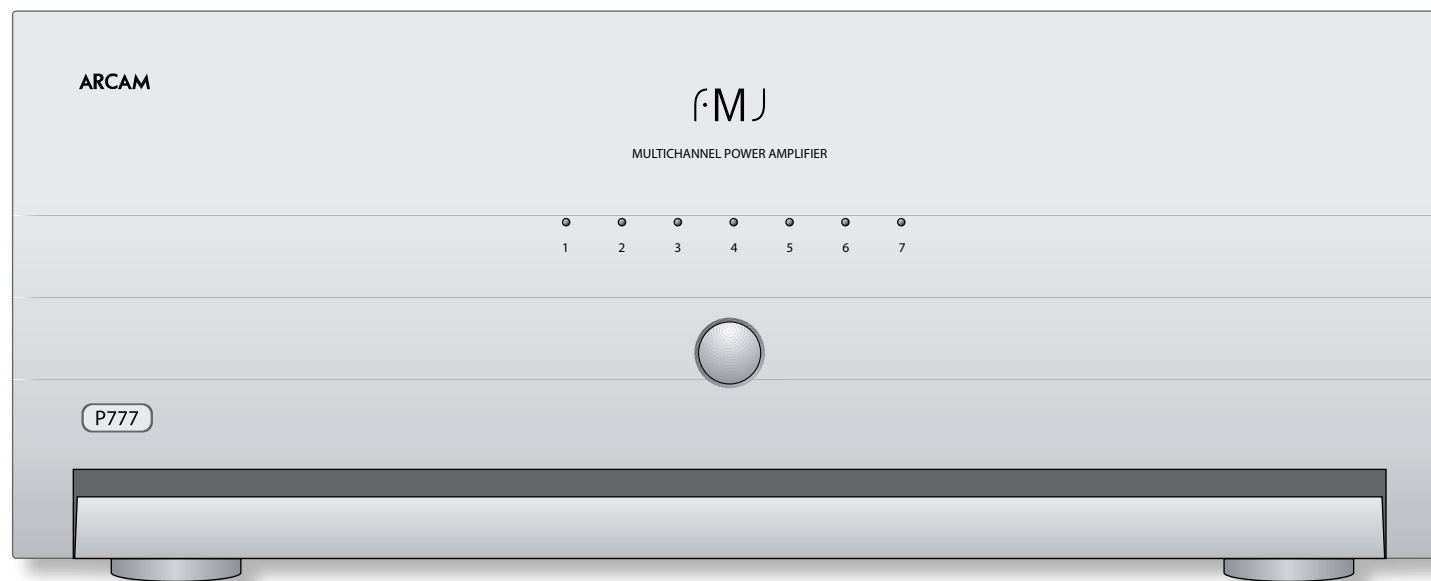 ARCAM
FMJ
MULTICHANNEL POWER AMPLIFIER
1 2 3 4 5 6 7
P777